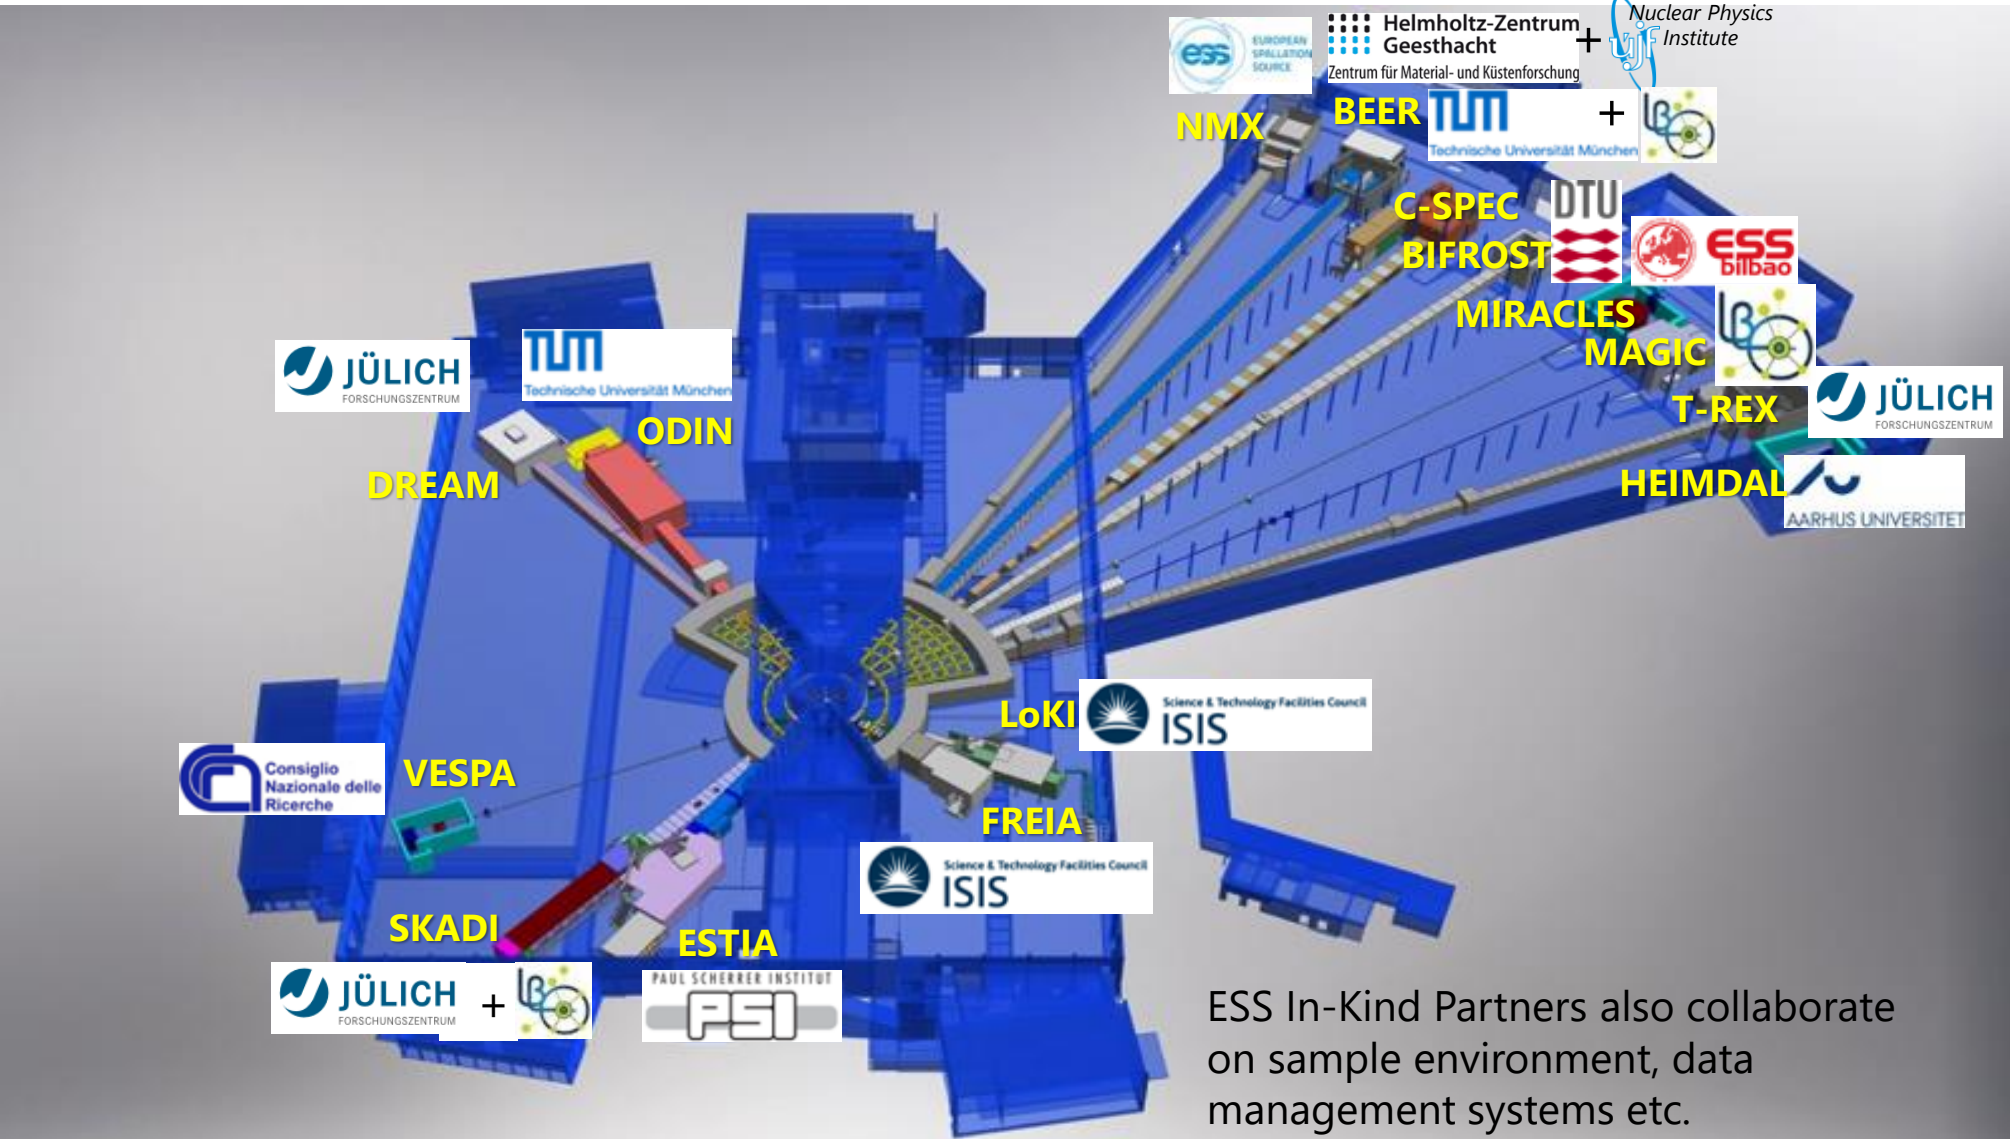 Nuclear Physics
Institute
ujf
ess
EUROPEAN
SPALLATION
SOURCE
Helmholtz-Zentrum
Geesthacht
Zentrum für Material- und Küstenforschung
+
NMX
BEER
TUM
Technische Universität München
+
LB
C-SPEC
DTU
BIFROST
ESS
bilbao
MIRACLES
MAGIC
LB
T-REX
JÜLICH
FORSCHUNGSZENTRUM
HEIMDAL
AARHUS UNIVERSITET
JÜLICH
FORSCHUNGSZENTRUM
TUM
Technische Universität München
ODIN
DREAM
LoKI
Science & Technology Facilities Council
ISIS
Consiglio
Nazionale delle
Ricerche
VESPA
FREIA
Science & Technology Facilities Council
ISIS
SKADI
JÜLICH
FORSCHUNGSZENTRUM
+
LB
ESTIA
PAUL SCHERRER INSTITUT
PSI
ESS In-Kind Partners also collaborate
on sample environment, data
management systems etc.